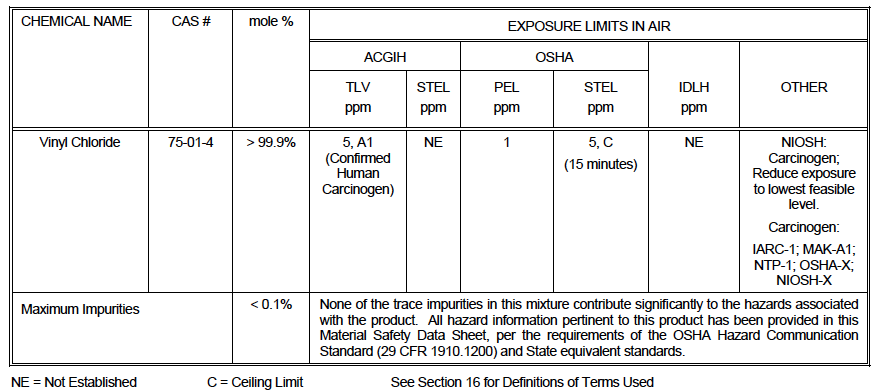 CHEMICAL NAME
CAS #
mole %
EXPOSURE LIMITS IN AIR
ACGIH
OSHA
TLV
ppm
STEL
ppm
PEL
ppm
STEL
ppm
IDLH
ppm
OTHER
Vinyl Chloride
75-01-4
> 99.9%
5, A1
(Confirmed
Human
Carcinogen)
NE
1
5, C
(15 minutes)
NE
NIOSH:
Carcinogen;
Reduce exposure
to lowest feasible
level.
Carcinogen:
IARC-1; MAK-A1;
NTP-1; OSHA-X;
NIOSH-X
Maximum Impurities
< 0.1%
None of the trace impurities in this mixture contribute significantly to the hazards associated
with the product. All hazard information pertinent to this product has been provided in this
Material Safety Data Sheet, per the requirements of the OSHA Hazard Communication
Standard (29 CFR 1910.1200) and State equivalent standards.
NE = Not Established C = Ceiling Limit See Section 16 for Definitions of Terms Used